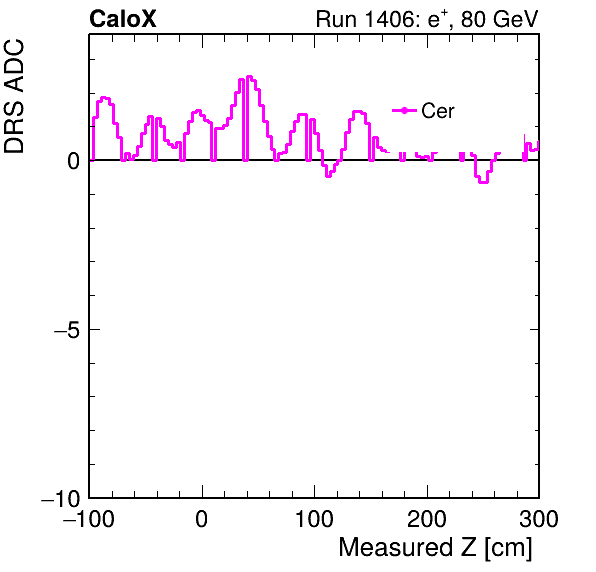 CaloX Run 1406: e⁺, 80 GeV
DRS ADC
Cer
0
−5
−10
−100 0 100 200 300
Measured Z [cm]